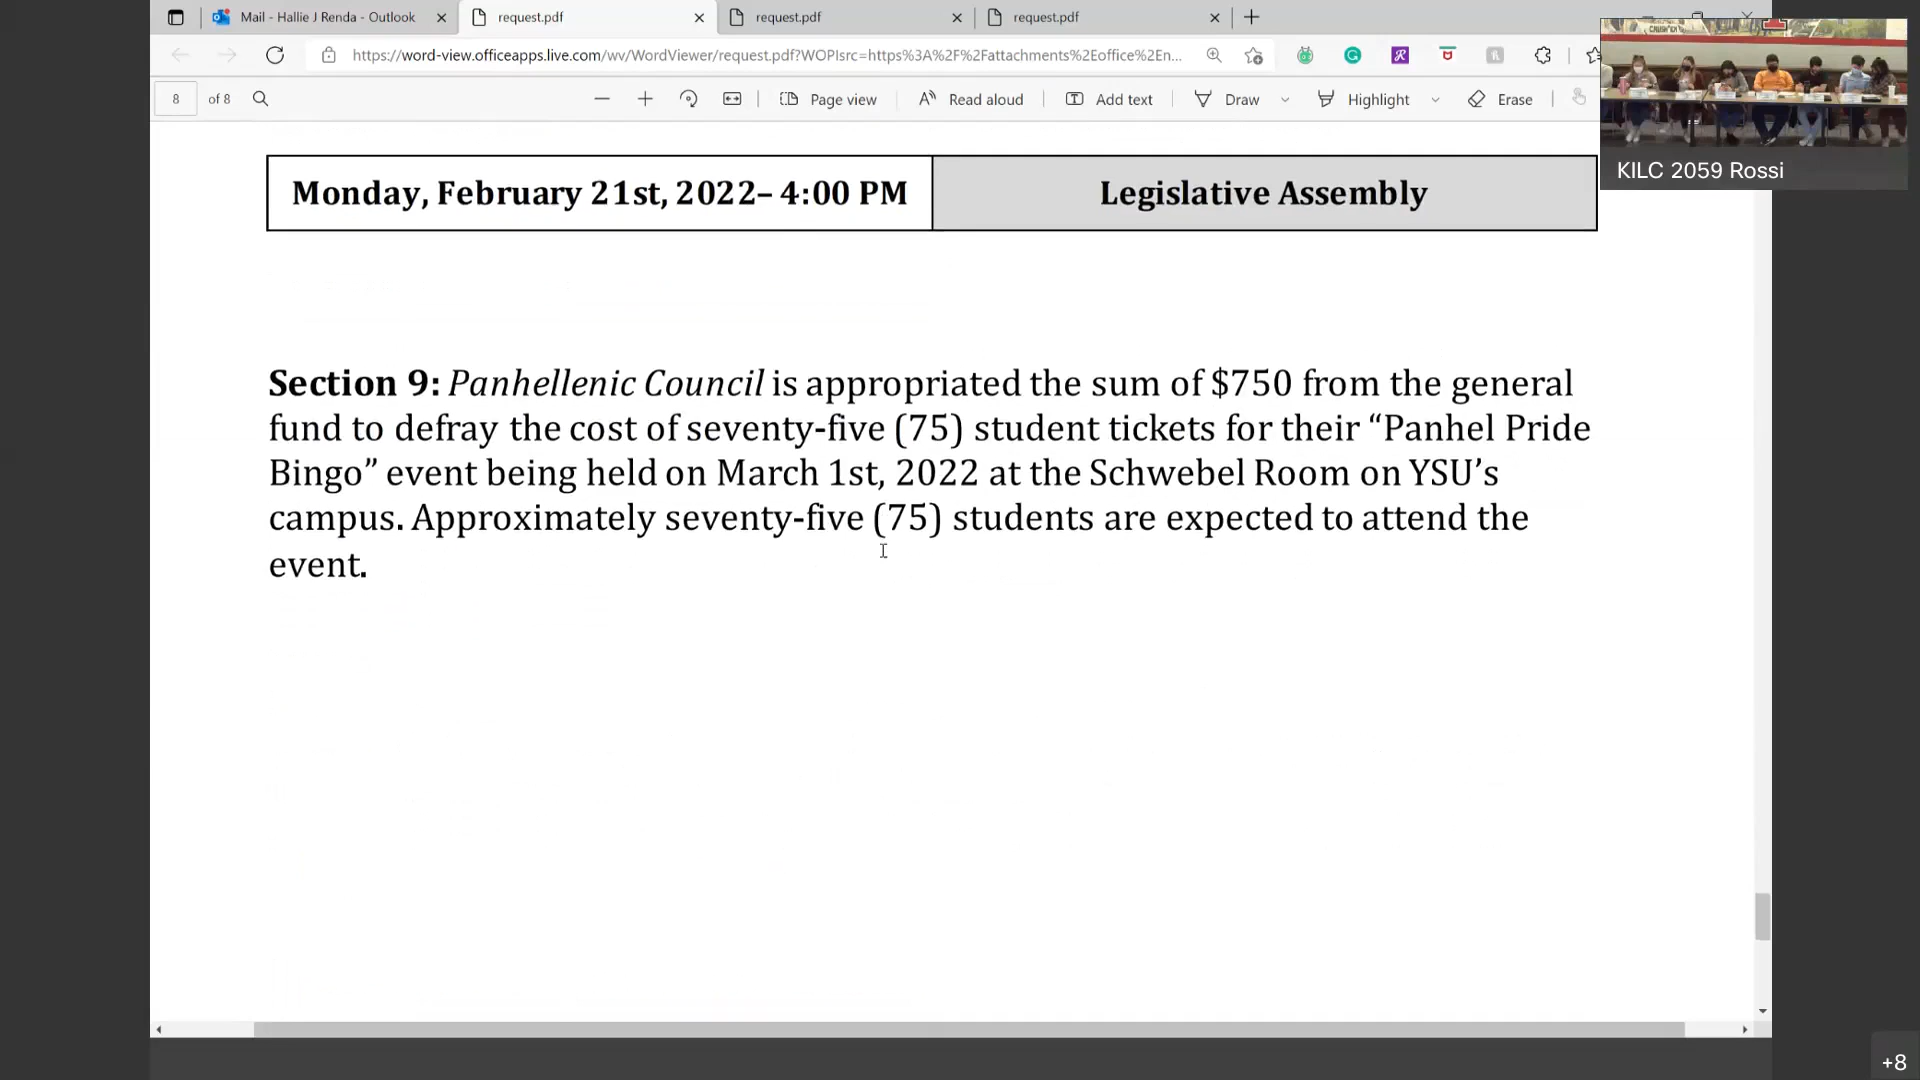 Mail - Hallie J Renda - Outlook
request.pdf
request.pdf
request.pdf
https://word-view.officeapps.live.com/wv/WordViewer/request.pdf?WOPIsrc=https%3A%2F%2Fattachments%2Eoffice%2En...
8 of 8
Page view
Read aloud
Add text
Draw
Highlight
Erase
KILC 2059 Rossi
Monday, February 21st, 2022– 4:00 PM
Legislative Assembly
Section 9: Panhellenic Council is appropriated the sum of $750 from the general
fund to defray the cost of seventy-five (75) student tickets for their “Panhel Pride
Bingo” event being held on March 1st, 2022 at the Schwebel Room on YSU’s
campus. Approximately seventy-five (75) students are expected to attend the
event.
+8